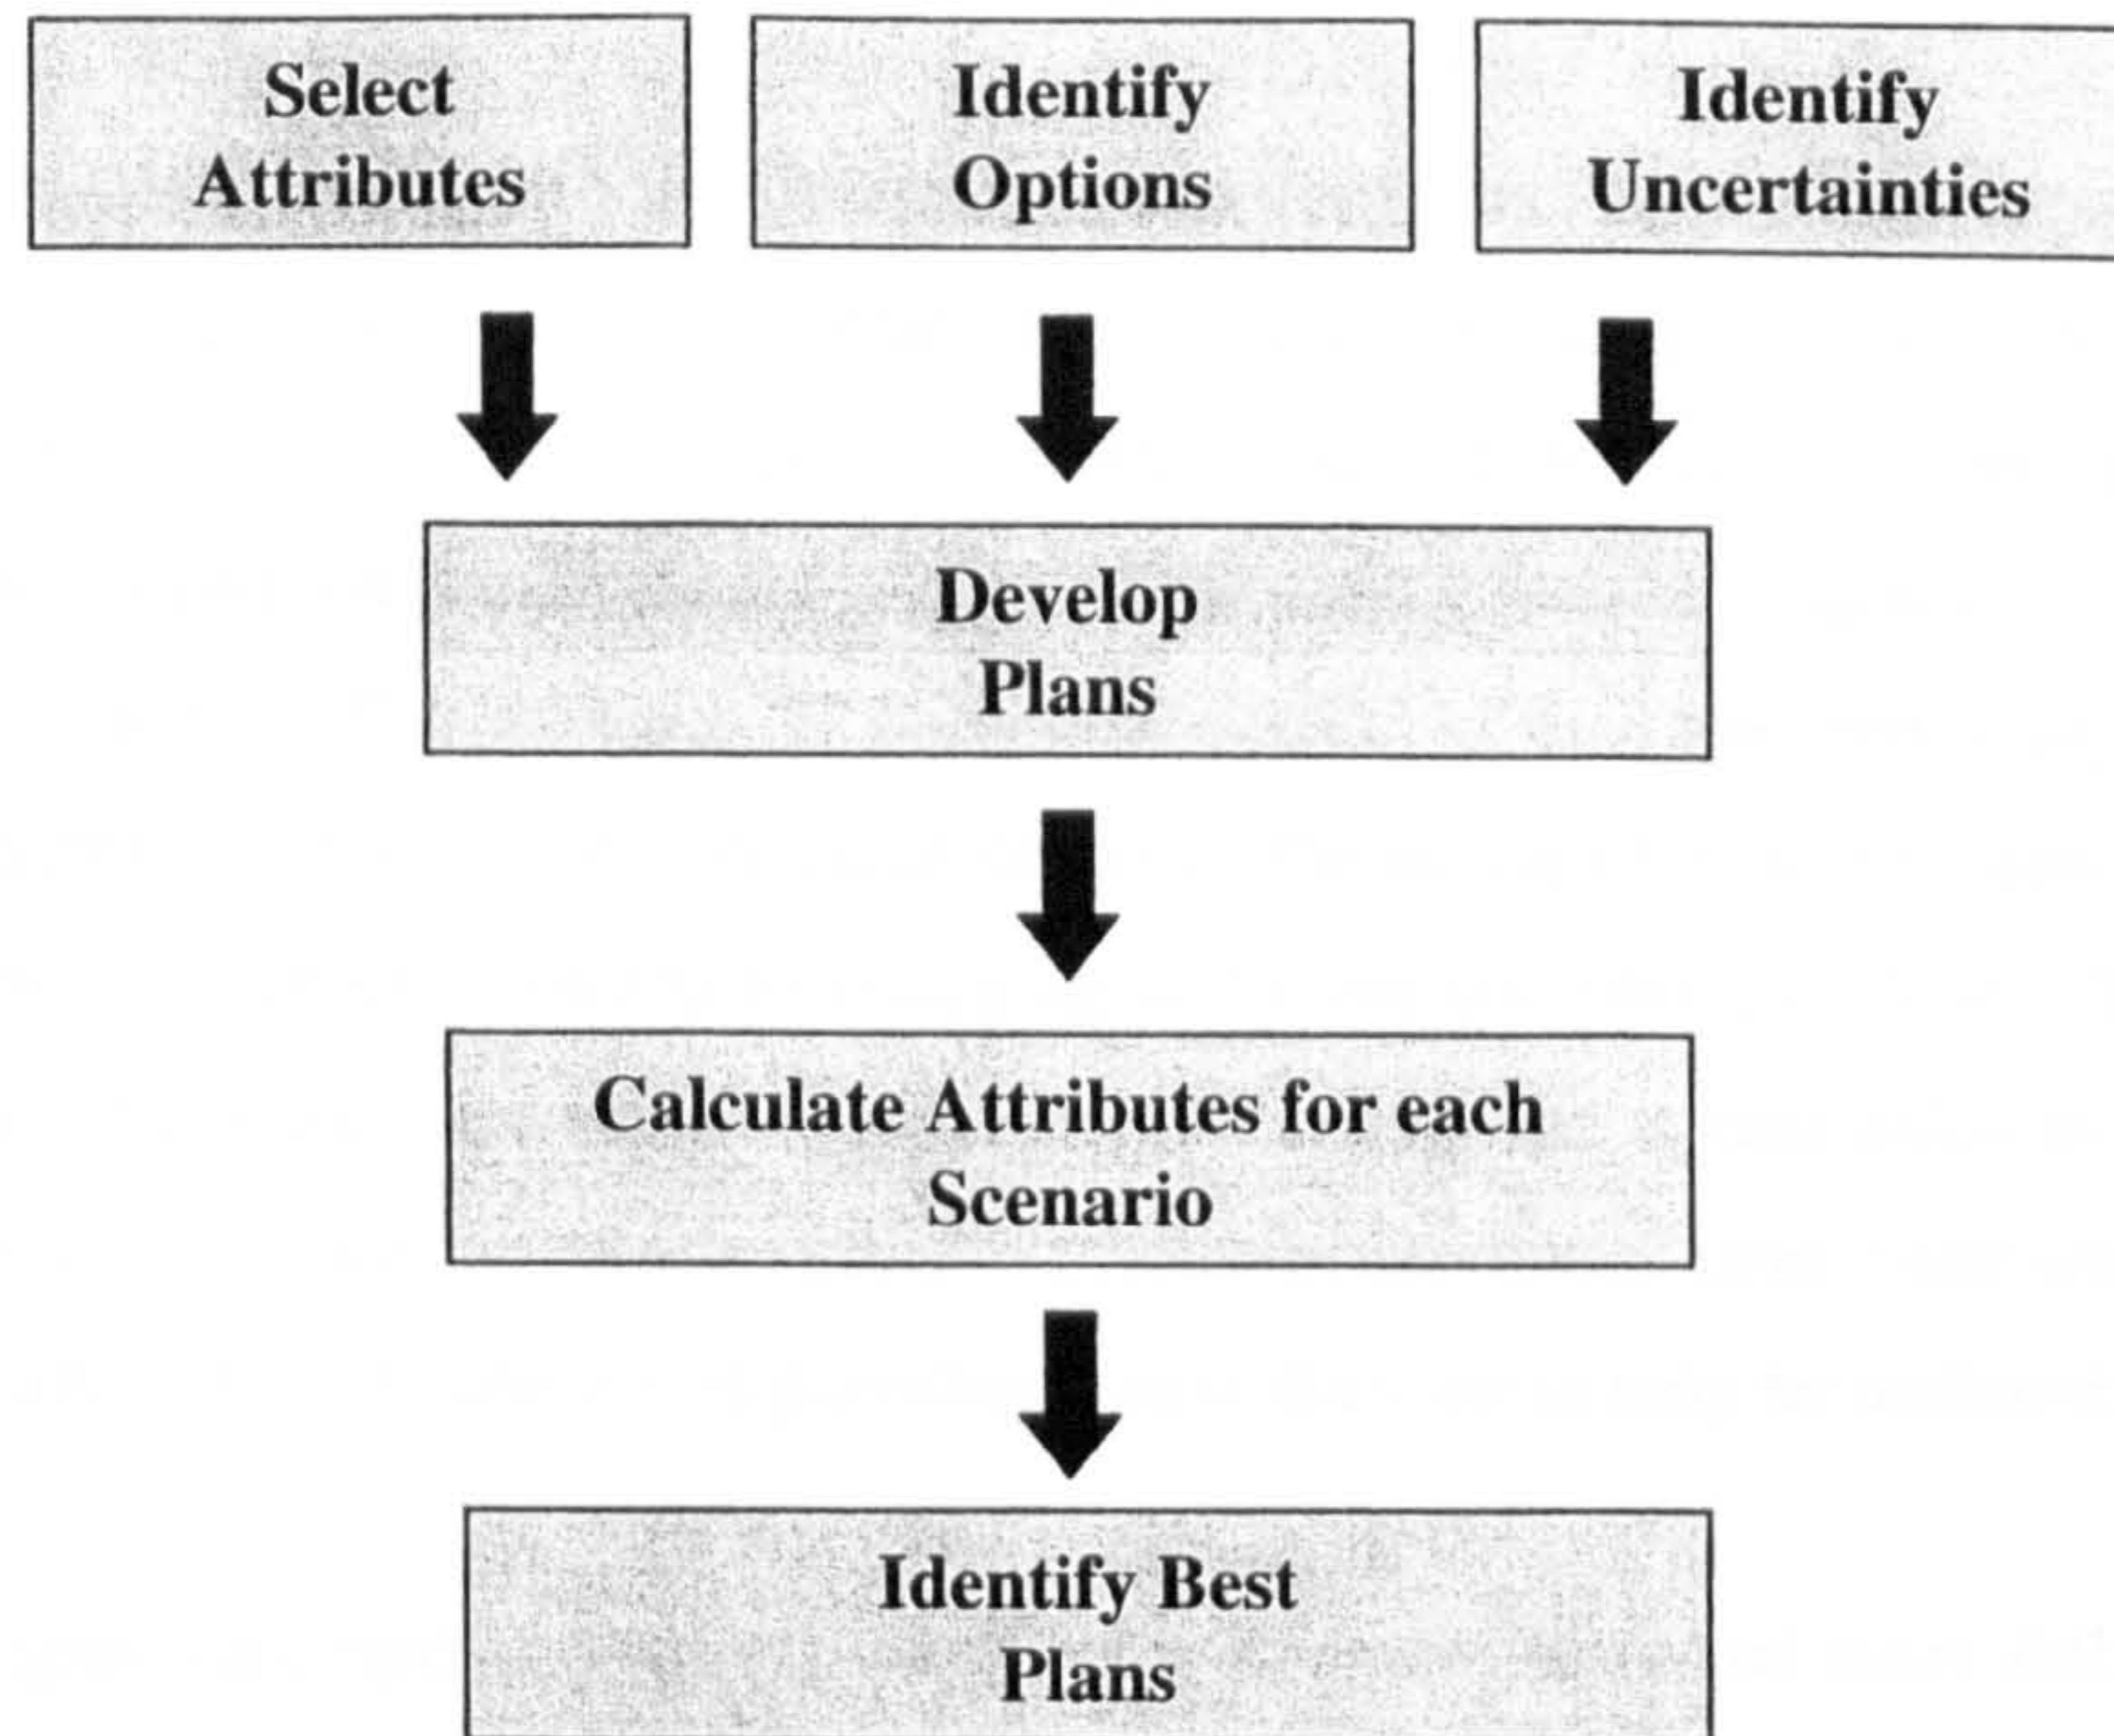 Select
Attributes
Identify
Options
Identify
Uncertainties
Develop
Plans
Calculate Attributes for each
Scenario
Identify Best
Plans